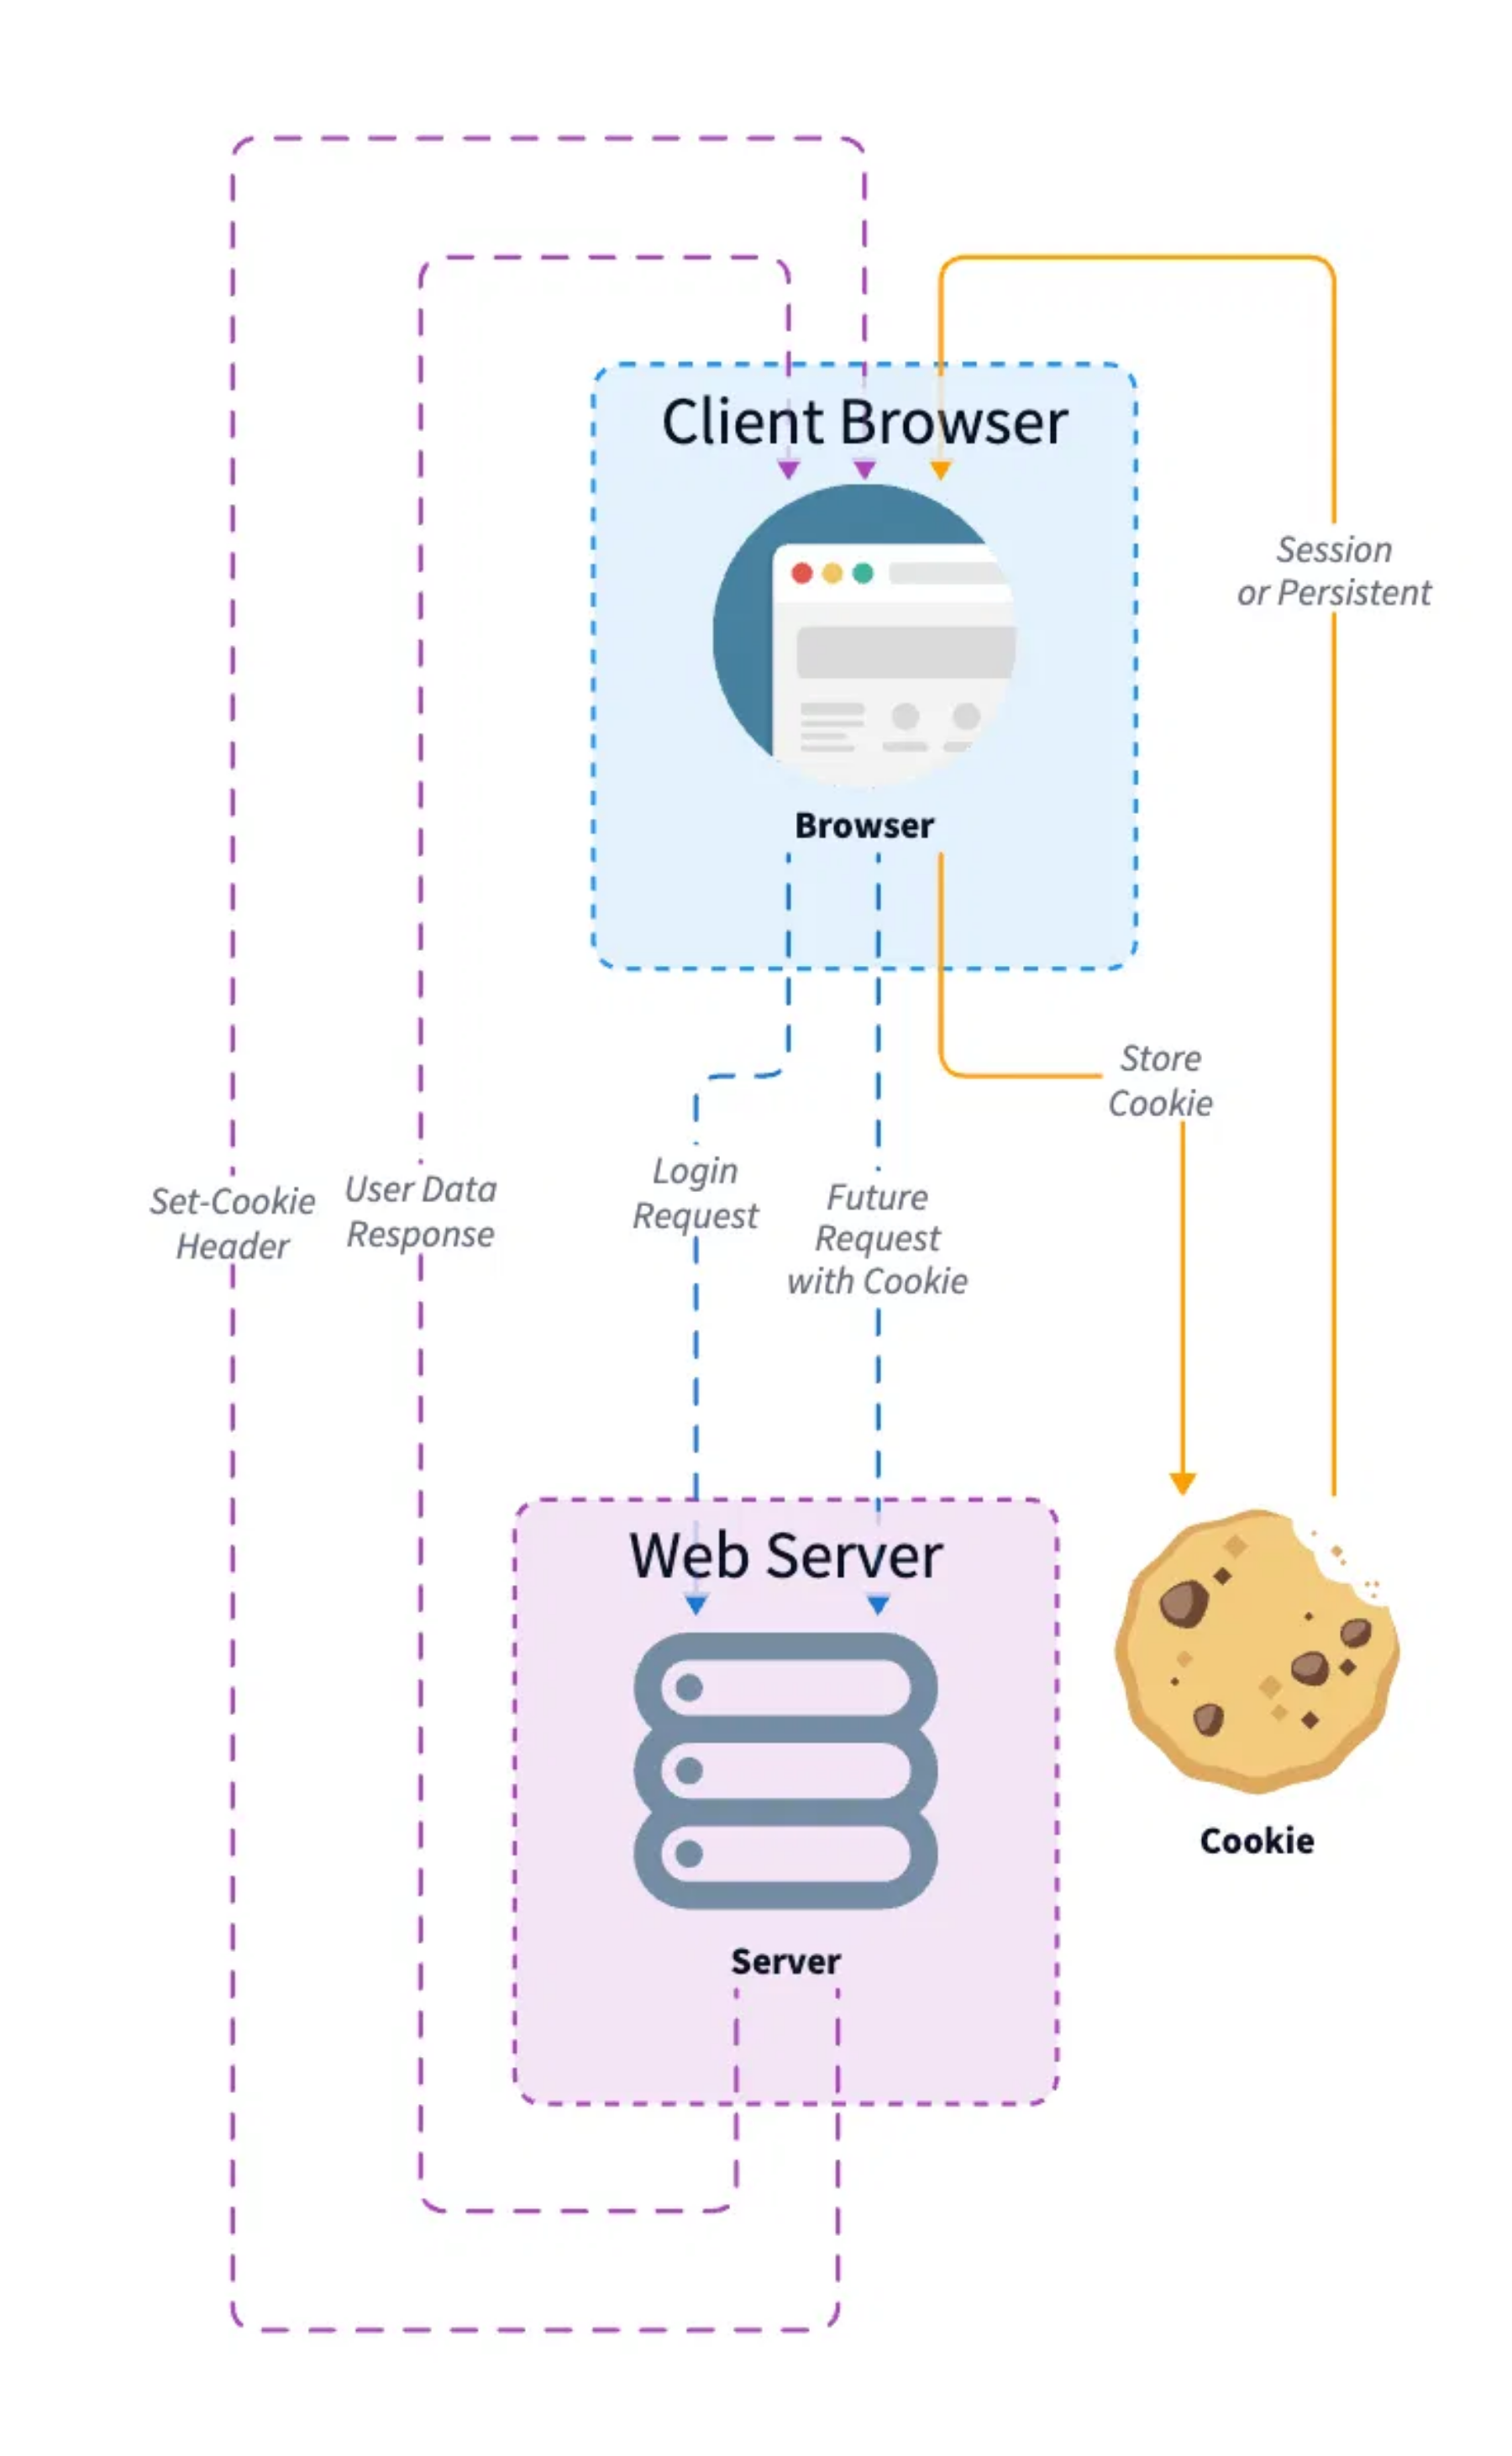 Client Browser
Session
or Persistent
Browser
Store
Cookie
Set-Cookie
Header
User Data
Response
Login
Request
Future
Request
with Cookie
Web Server
Cookie
Server